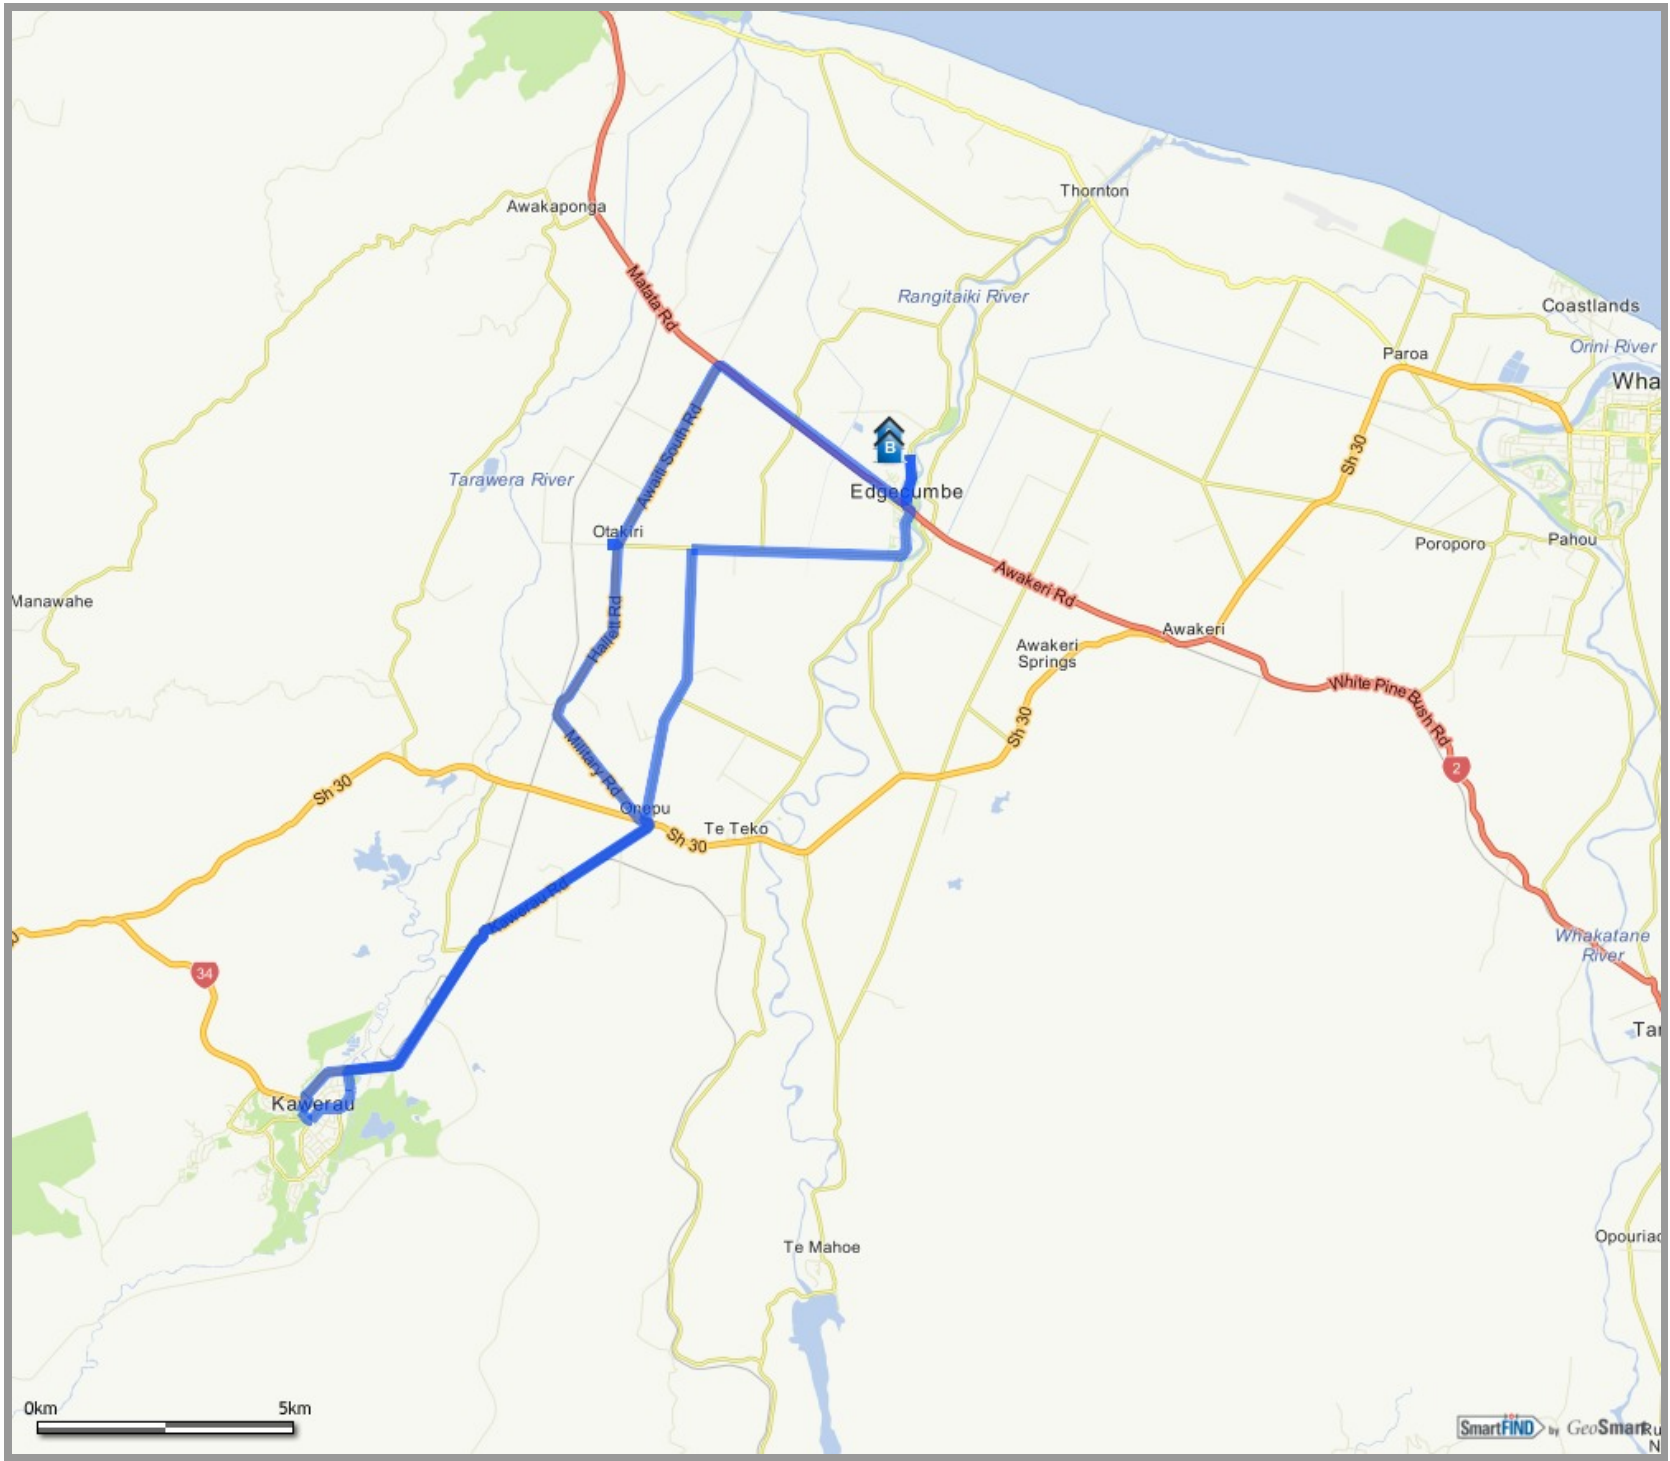 Thornton
Awakaponga
Matata Rd
Rangitaiki River
Coastlands
Orini River
Paroa
Wha
Awaiti South Rd
Sh 30
B
Tarawera River
Edgecumbe
Otakiri
Poroporo
Pahou
Awakeri Rd
Manawahe
Hallett Rd
Awakeri
Awakeri
Springs
White Pine Bush Rd
Sh 30
Military Rd
2
Sh 30
Onepu
Sh 30
Te Teko
Kawerau Rd
Whakatane
River
34
Tar
Kawerau
Opouriao
Te Mahoe
0km
5km
SmartFIND by GeoSmart
Ru
N